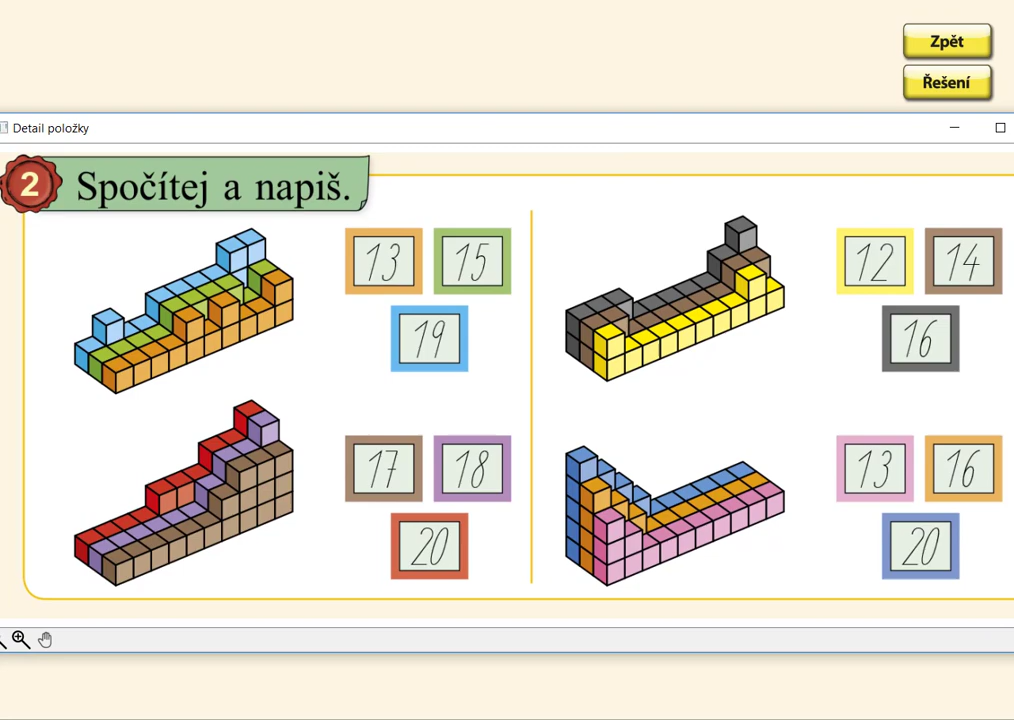 Zpět
Řešení
Detail položky
2 Spočítej a napiš.
13 15
19
12 14
16
17 18
20
13 16
20